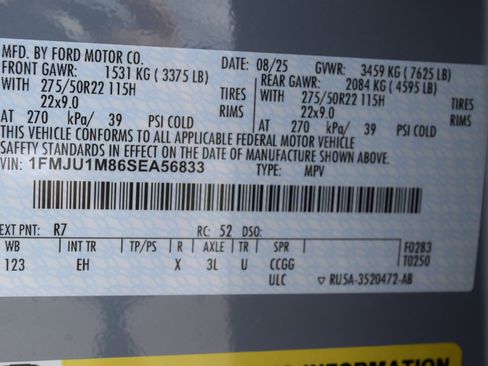 MFD. BY FORD MOTOR CO. DATE: 08/25 GVWR: 3459 KG (7625 LB)
FRONT GAWR: 1531 KG (3375 LB) REAR GAWR: 2084 KG (4595 LB)
WITH 275/50R22 115H TIRES WITH 275/50R22 115H TIRES
22x9.0 RIMS 22x9.0 RIMS
AT 270 kPa/ 39 PSI COLD AT 270 kPa/ 39 PSI COLD
THIS VEHICLE CONFORMS TO ALL APPLICABLE FEDERAL MOTOR VEHICLE
SAFETY STANDARDS IN EFFECT ON THE DATE OF MANUFACTURE SHOWN ABOVE.
VIN: 1FMJU1M86SEA56833 TYPE: MPV
EXT PNT: R7 RC: 52 DSO:
WB INT TR TP/PS R AXLE TR SPR F0283
123 EH X 3L U CCGG T0250
ULC ▽ RU5A-3520472-AB
INFORMATION